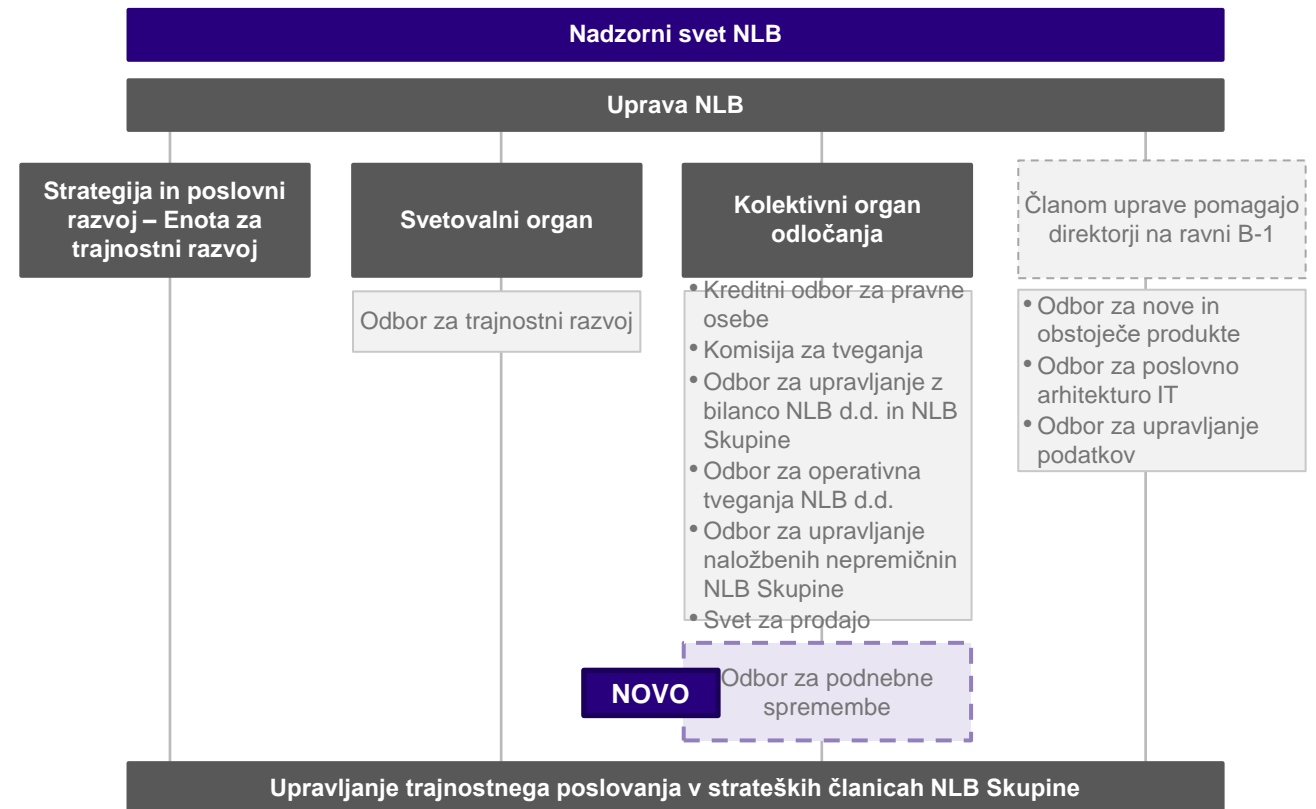 Nadzorni svet NLB
Uprava NLB
Strategija in poslovni
razvoj – Enota za
trajnostni razvoj
Svetovalni organ
Odbor za trajnostni razvoj
Kolektivni organ
odločanja
• Kreditni odbor za pravne
osebe
• Komisija za tveganja
• Odbor za upravljanje z
bilanco NLB d.d. in NLB
Skupine
• Odbor za operativna
tveganja NLB d.d.
• Odbor za upravljanje
naložbenih nepremičnin
NLB Skupine
• Svet za prodajo
NOVO
Odbor za podnebne
spremembe
Članom uprave pomagajo
direktorji na ravni B-1
• Odbor za nove in
obstoječe produkte
• Odbor za poslovno
arhitekturo IT
• Odbor za upravljanje
podatkov
Upravljanje trajnostnega poslovanja v strateških članicah NLB Skupine